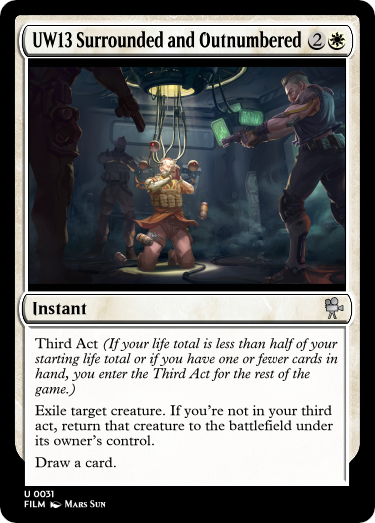 UW13 Surrounded and Outnumbered 2
Instant
Third Act (If your life total is less than half of your
starting life total or if you have one or fewer cards in
hand, you enter the Third Act for the rest of the
game.)
Exile target creature. If you're not in your third
act, return that creature to the battlefield under
its owner's control.
Draw a card.
U 0031
FILM Mars Sun